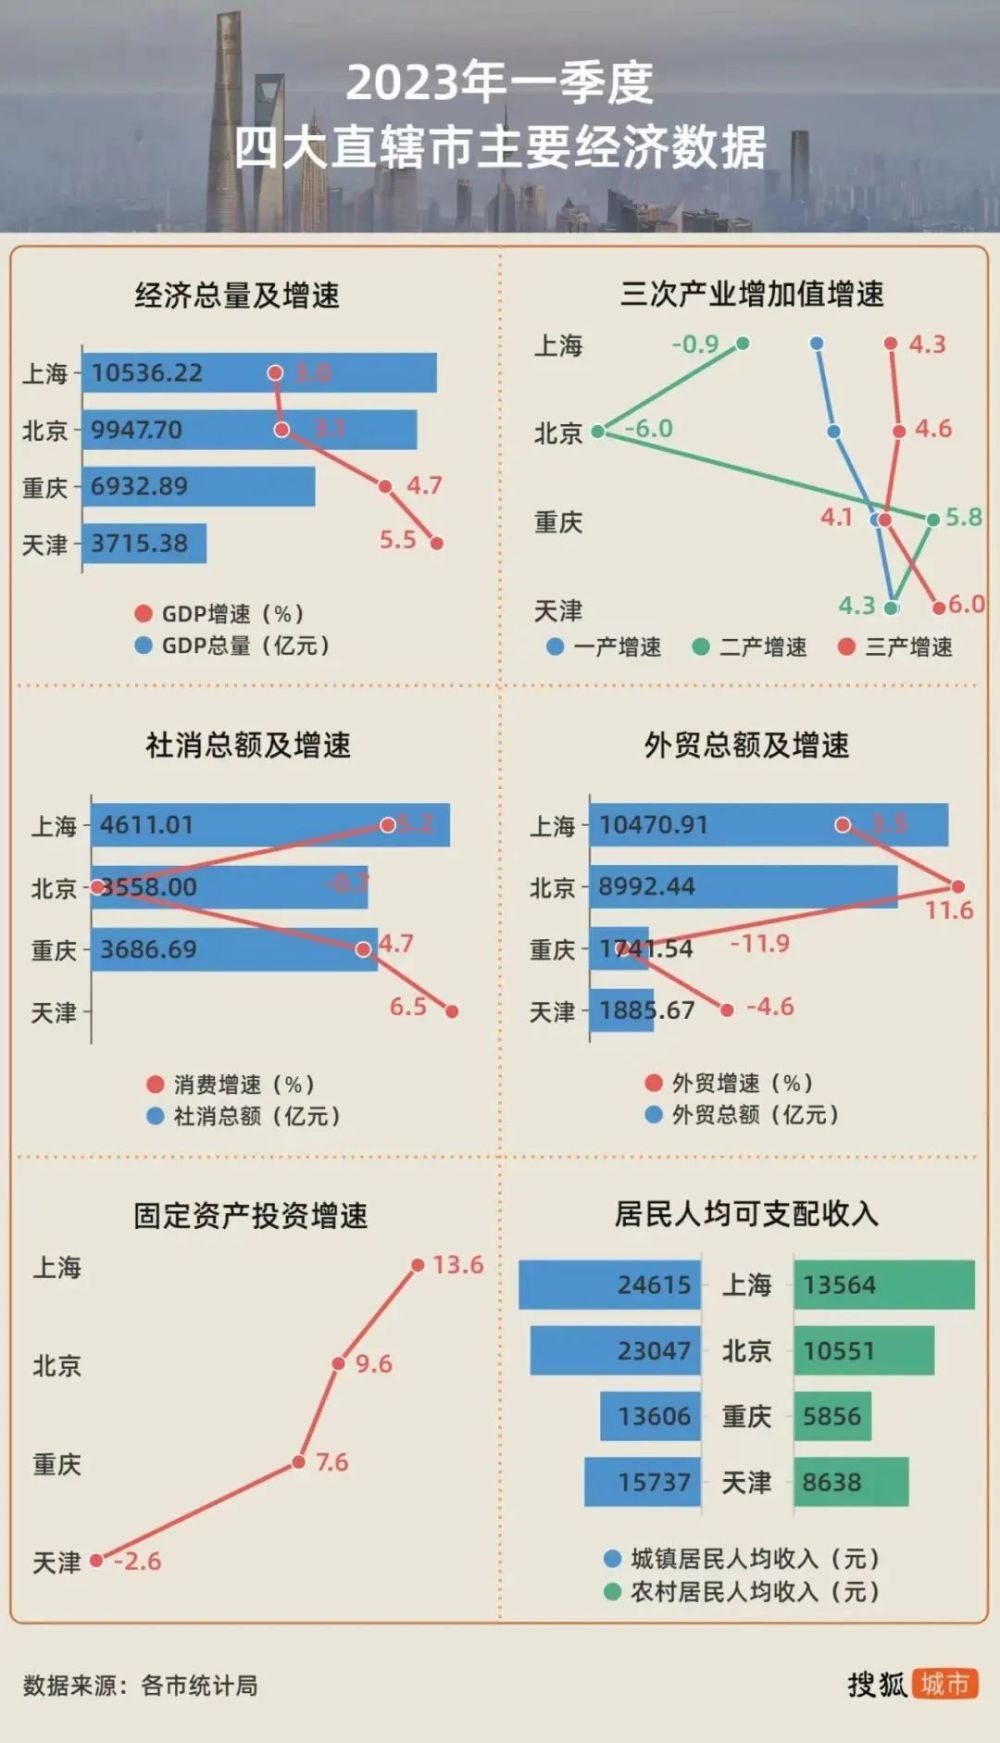 2023年一季度
四大直辖市主要经济数据
经济总量及增速
上海 10536.22 3.0
北京 9947.70 3.1
重庆 6932.89 4.7
天津 3715.38 5.5
GDP增速（%）
GDP总量（亿元）
三次产业增加值增速
上海 -0.9 4.3
北京 -6.0 4.6
重庆 4.1 5.8
天津 4.3 6.0
一产增速 二产增速 三产增速
社消总额及增速
上海 4611.01 5.2
北京 3558.00 -0.7
重庆 3686.69 4.7
天津 6.5
消费增速（%）
社消总额（亿元）
外贸总额及增速
上海 10470.91 3.5
北京 8992.44 11.6
重庆 1741.54 -11.9
天津 1885.67 -4.6
外贸增速（%）
外贸总额（亿元）
固定资产投资增速
上海 13.6
北京 9.6
重庆 7.6
天津 -2.6
居民人均可支配收入
24615 上海 13564
23047 北京 10551
13606 重庆 5856
15737 天津 8638
城镇居民人均收入（元）
农村居民人均收入（元）
数据来源：各市统计局
搜狐 城市